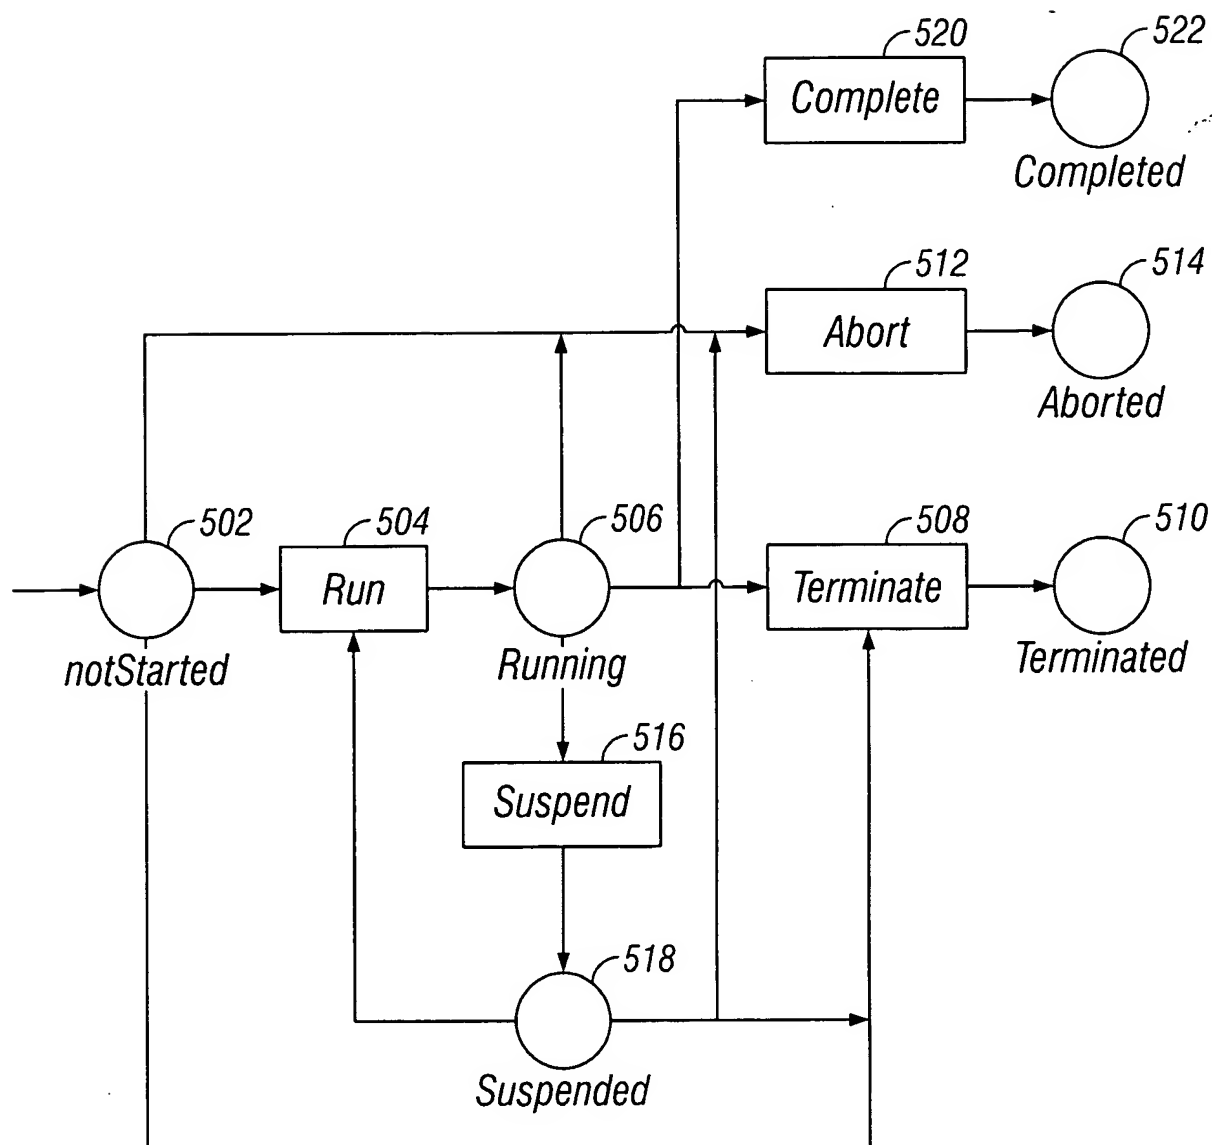 520
522
Complete
Completed
512
514
Abort
Aborted
502
504
506
508
510
Run
Terminate
notStarted
Running
Terminated
516
Suspend
518
Suspended